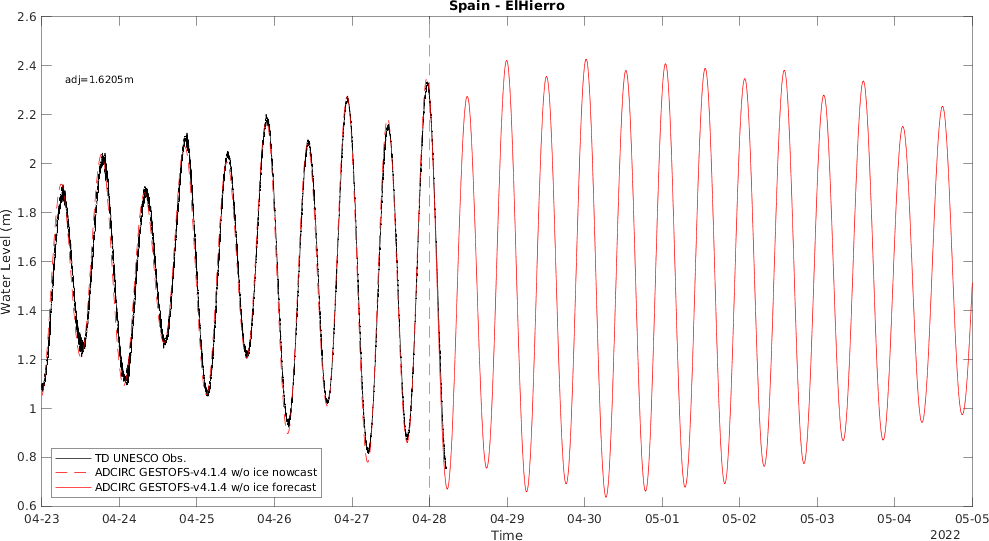 Spain - ElHierro
adj=1.6205m
Water Level (m)
2.6
2.4
2.2
2
1.8
1.6
1.4
1.2
1
0.8
0.6
TD UNESCO Obs.
ADCIRC GESTOFS-v4.1.4 w/o ice nowcast
ADCIRC GESTOFS-v4.1.4 w/o ice forecast
04-23 04-24 04-25 04-26 04-27 04-28 04-29 04-30 05-01 05-02 05-03 05-04 05-05
Time
2022